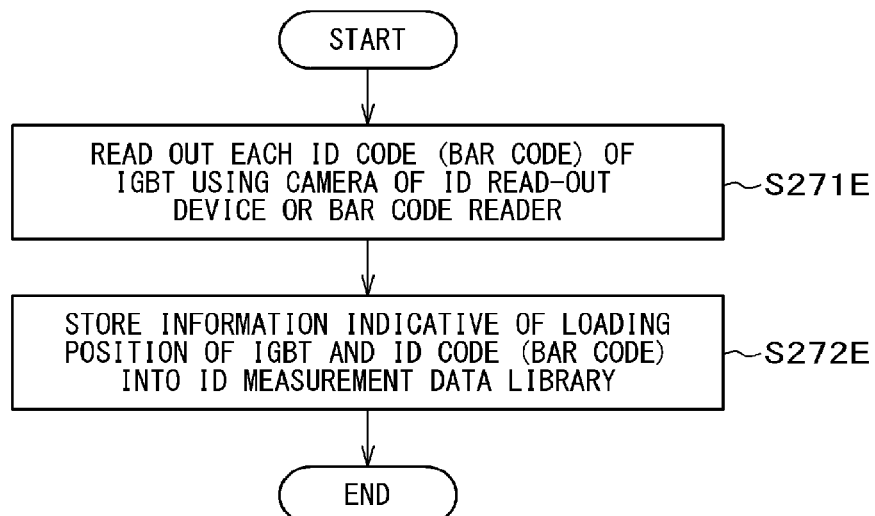 START
READ OUT EACH ID CODE (BAR CODE) OF
IGBT USING CAMERA OF ID READ-OUT
DEVICE OR BAR CODE READER
S271E
STORE INFORMATION INDICATIVE OF LOADING
POSITION OF IGBT AND ID CODE (BAR CODE)
INTO ID MEASUREMENT DATA LIBRARY
S272E
END